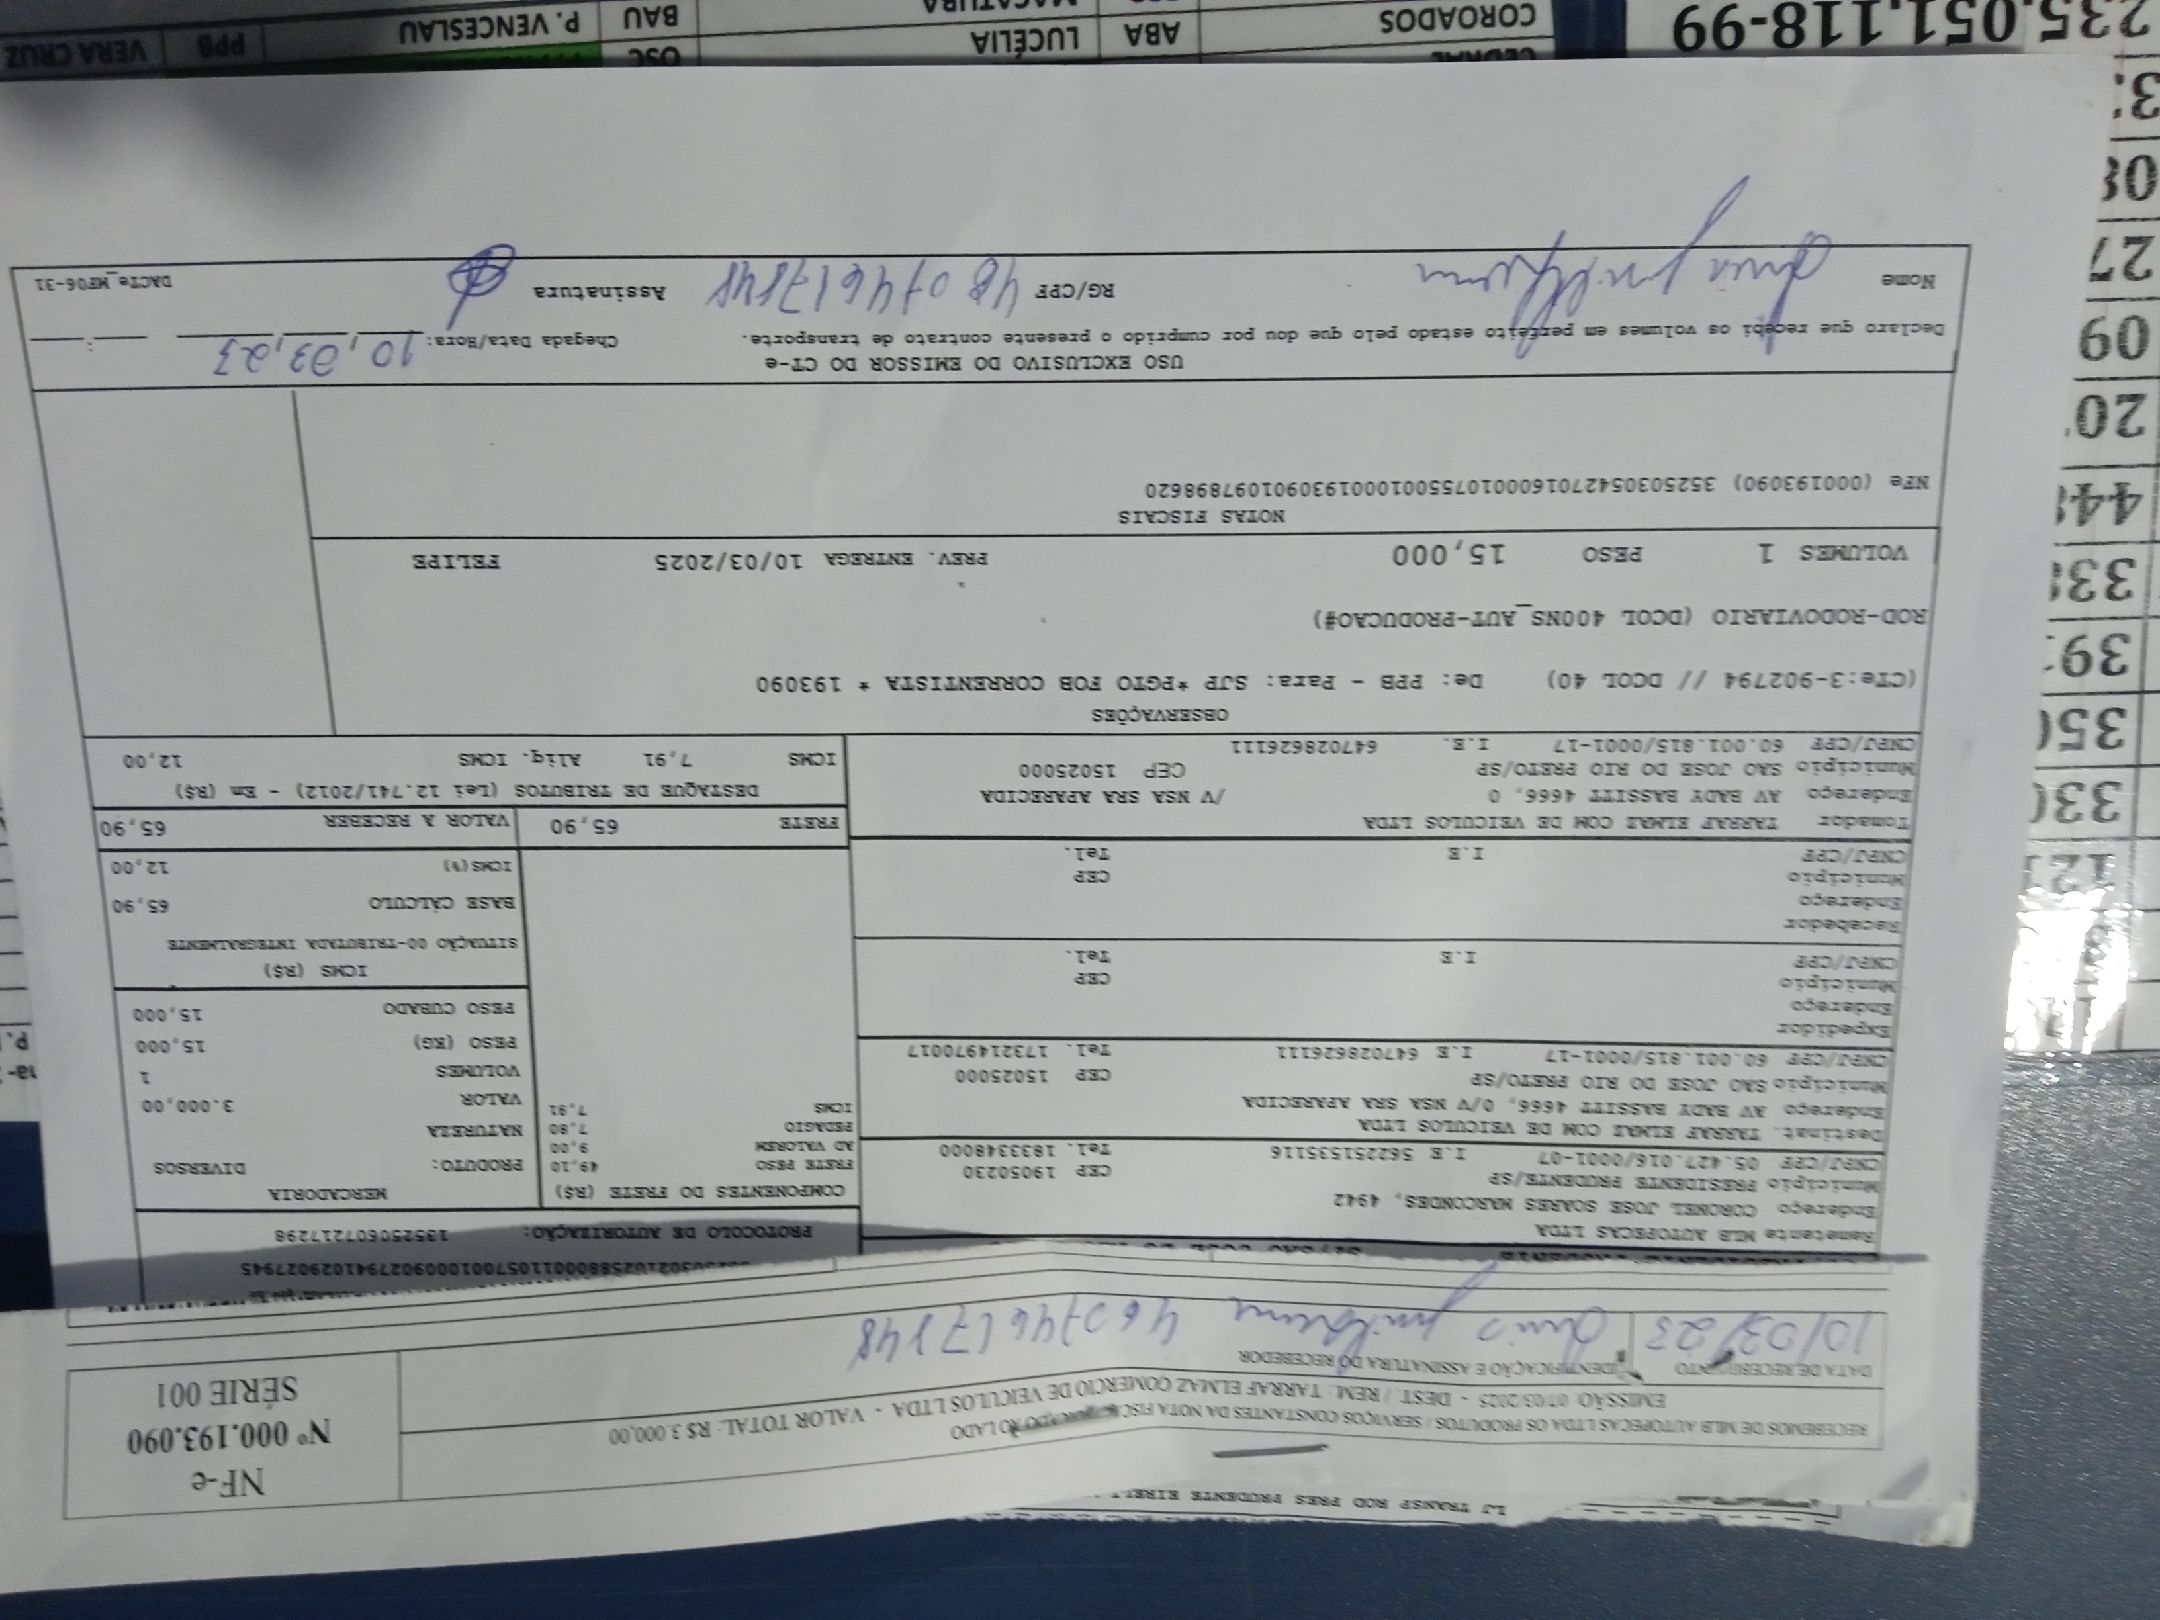 LJ TRANSP ROD PRES PRUDENTE EIRELI
RECEBEMOS DE MLB AUTOPECAS LTDA OS PRODUTOS / SERVIÇOS CONSTANTES DA NOTA FISCAL AO LADO
EMISSÃO: 07/03/2025 - DEST. / REM.: TARRAF ELMAZ COMERCIO DE VEICULOS LTDA - VALOR TOTAL: R$ 3.000,00
NF-e
Nº 000.193.090
SÉRIE 001
DATA DE RECEBIMENTO
IDENTIFICAÇÃO E ASSINATURA DO RECEBEDOR
PROTOCOLO DE AUTORIZAÇÃO: 135250607217298
Remetente MLB AUTOPECAS LTDA
Endereço CORONEL JOSE SOARES MARCONDES, 4942
Município PRESIDENTE PRUDENTE/SP CEP 19050230
CNPJ/CPF 05.427.016/0001-07 I.E 562251535116 Tel. 1833348000
Destinat. TARRAF ELMAZ COM DE VEICULOS LTDA
Endereço AV BADY BASSITT 4666, 0/V NSA SRA APARECIDA
Município SAO JOSE DO RIO PRETO/SP CEP 15025000
CNPJ/CPF 60.001.815/0001-17 I.E 647028626111 Tel. 173214970017
Expedidor
Endereço
Município CEP
CNPJ/CPF I.E Tel.
Recebedor
Endereço
Município CEP
CNPJ/CPF I.E Tel.
Tomador TARRAF ELMAZ COM DE VEICULOS LTDA
Endereço AV BADY BASSITT 4666, 0 /V NSA SRA APARECIDA
Município SAO JOSE DO RIO PRETO/SP CEP 15025000
CNPJ/CPF 60.001.815/0001-17 I.E. 647028626111
COMPONENTES DO FRETE (R$)
FRETE PESO 49,10
AD VALOREM 9,00
PEDAGIO 7,80
ICMS 7,91
MERCADORIA
PRODUTO: DIVERSOS
NATUREZA
VALOR 3.000,00
VOLUMES 1
PESO (KG) 15,000
PESO CUBADO 15,000
ICMS (R$)
SITUAÇÃO 00-TRIBUTADA INTEGRALMENTE
BASE CÁLCULO 65,90
ICMS(%) 12,00
FRETE 65,90 VALOR A RECEBER 65,90
DESTAQUE DE TRIBUTOS (Lei 12.741/2012) - Em (R$)
ICMS 7,91 Aliq. ICMS 12,00
OBSERVAÇÕES
(CTe:3-902794 // DCOL 40) De: PPB - Para: SJP *PGTO FOB CORRENTISTA * 193090
ROD-RODOVIARIO (DCOL 400NS_AUT-PRODUCAO#)
VOLUMES 1 PESO 15,000 PREV. ENTREGA 10/03/2025 FELIPE
NOTAS FISCAIS
NFe (000193090) 35250305427016000107550010001930901097898620
USO EXCLUSIVO DO EMISSOR DO CT-e
Declaro que recebi os volumes em perfeito estado pelo que dou por cumprido o presente contrato de transporte. Chegada Data/Hora:
Nome RG/CPF Assinatura
DACTe_MF06-31
COROADOS ABA LUCÉLIA BAU P. VENCESLAU PPB VERA CRUZ
OSC
235.051.118-99